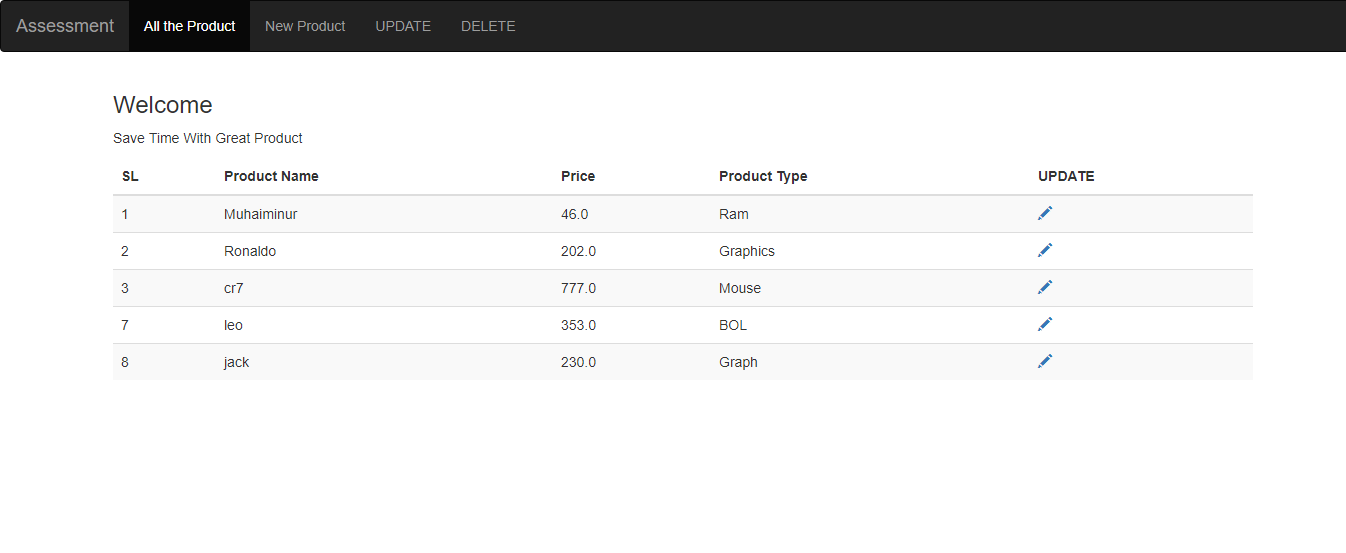 Assessment All the Product New Product UPDATE DELETE
Welcome
Save Time With Great Product
SL Product Name Price Product Type UPDATE
1 Muhaiminur 46.0 Ram
2 Ronaldo 202.0 Graphics
3 cr7 777.0 Mouse
7 leo 353.0 BOL
8 jack 230.0 Graph